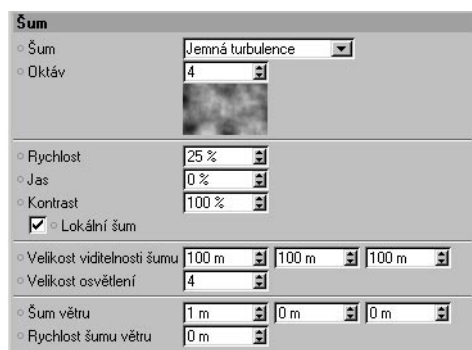 Šum
Šum Jemná turbulence
Oktáv 4
Rychlost 25 %
Jas 0 %
Kontrast 100 %
Lokální šum
Velikost viditelnosti šumu 100 m 100 m 100 m
Velikost osvětlení 4
Šum větru 1 m 0 m 0 m
Rychlost šumu větru 0 m